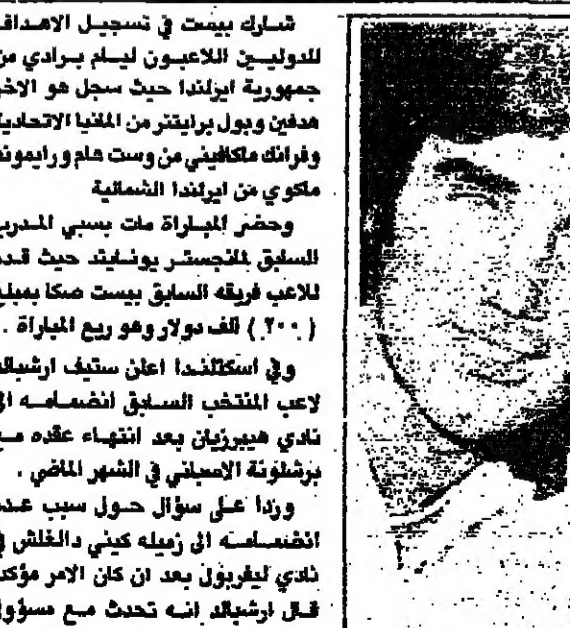 شارك بيست في تسجيل الاهداف
للدوليين اللاعبون ليام برادي من
جمهورية ايرلندا حيث سجل هو الاخر
هدفين وبول برايتنر من المانيا الاتحادية
وفرانك ماكافيني من وست هام ورايموند
ملكوي من ايرلندا الشمالية
وحضر المباراة مات بسبي المدرب
السابق لمانجستر يونايتد حيث قدم
للاعب فريقه السابق بيست صكا بمبلغ
( ٢٠٠ ) الف دولار وهو ريع المباراة .
وفي اسكتلندا اعلن ستيف ارشيبالد
لاعب المنتخب السابق انضمامه الى
نادي هيبرزيان بعد انتهاء عقده مع
برشلونة الاسباني في الشهر الماضي .
وردا على سؤال حول سبب عدم
انضمامه الى زميله كيني دالغلش في
نادي ليفربول بعد ان كان الامر مؤكدا
قال ارشيبالد انه تحدث مع مسؤول